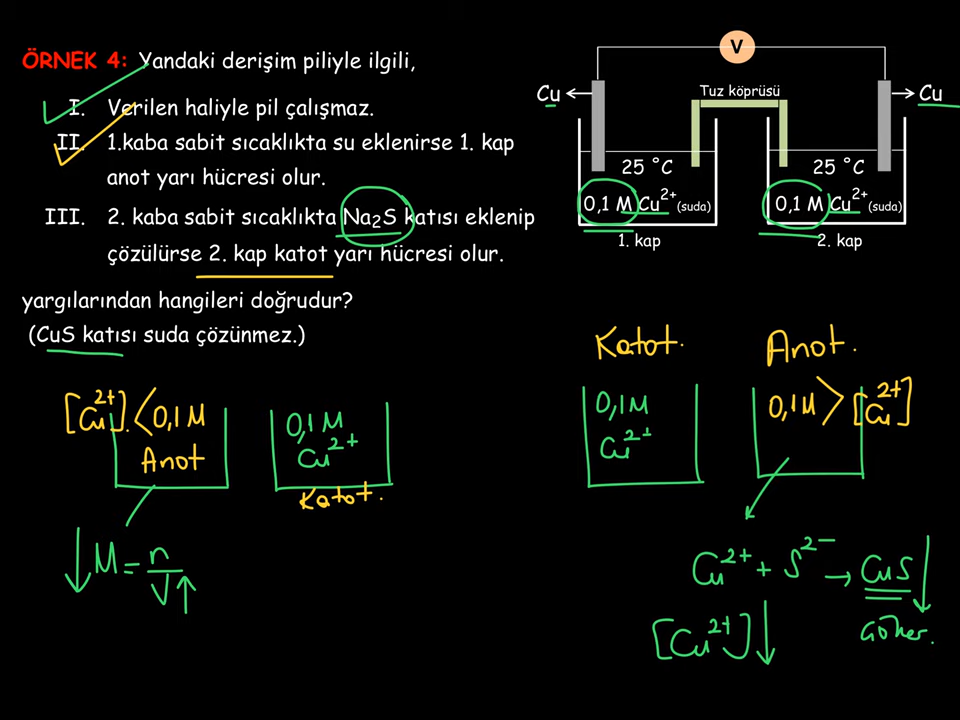 ÖRNEK 4: Yandaki derişim piliyle ilgili,
I. Verilen haliyle pil çalışmaz.
II. 1.kaba sabit sıcaklıkta su eklenirse 1. kap
anot yarı hücresi olur.
III. 2. kaba sabit sıcaklıkta Na2S katısı eklenip
çözülürse 2. kap katot yarı hücresi olur.
yargılarından hangileri doğrudur?
(CuS katısı suda çözünmez.)
V
Cu
Tuz köprüsü
Cu
25 °C
25 °C
0,1 M Cu2+(suda)
0,1 M Cu2+(suda)
1. kap
2. kap
Katot.
Anot.
[Cu2+] < 0,1M
Anot
0,1M
Cu2+
Katot.
0,1M
Cu2+
0,1M > [Cu2+]
↓M = n/V↑
Cu2+ + S2- → CuS↓
çöker.
[Cu2+]↓